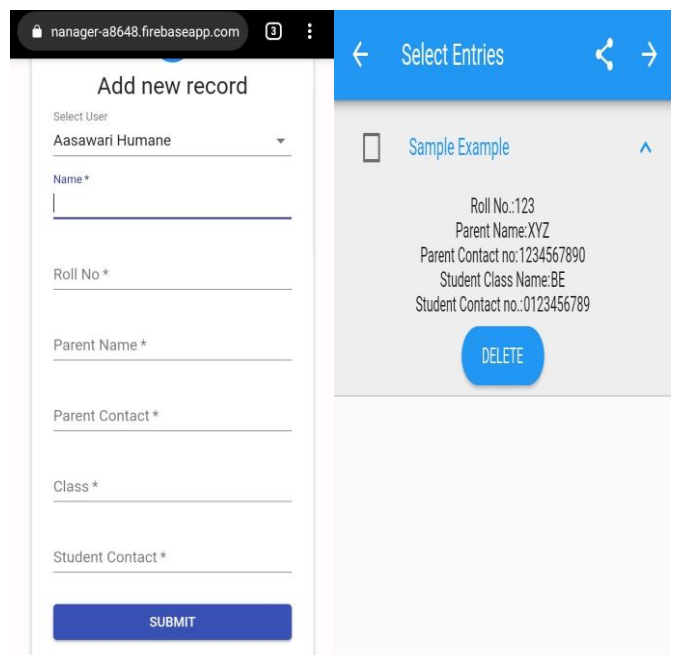 nanager-a8648.firebaseapp.com
3
Add new record
Select User
Aasawari Humane
Name *
Roll No *
Parent Name *
Parent Contact *
Class *
Student Contact *
SUBMIT
Select Entries
Sample Example
Roll No.:123
Parent Name:XYZ
Parent Contact no:1234567890
Student Class Name:BE
Student Contact no.:0123456789
DELETE